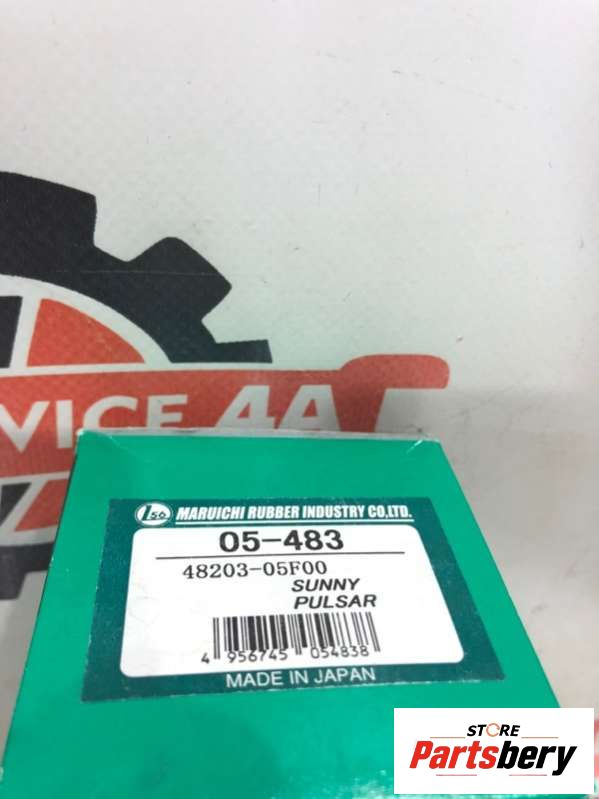 VICE 4A
Iso MARUICHI RUBBER INDUSTRY CO,LTD.
05-483
48203-05F00
SUNNY
PULSAR
4 956745 054838
MADE IN JAPAN
STORE
Partsbery